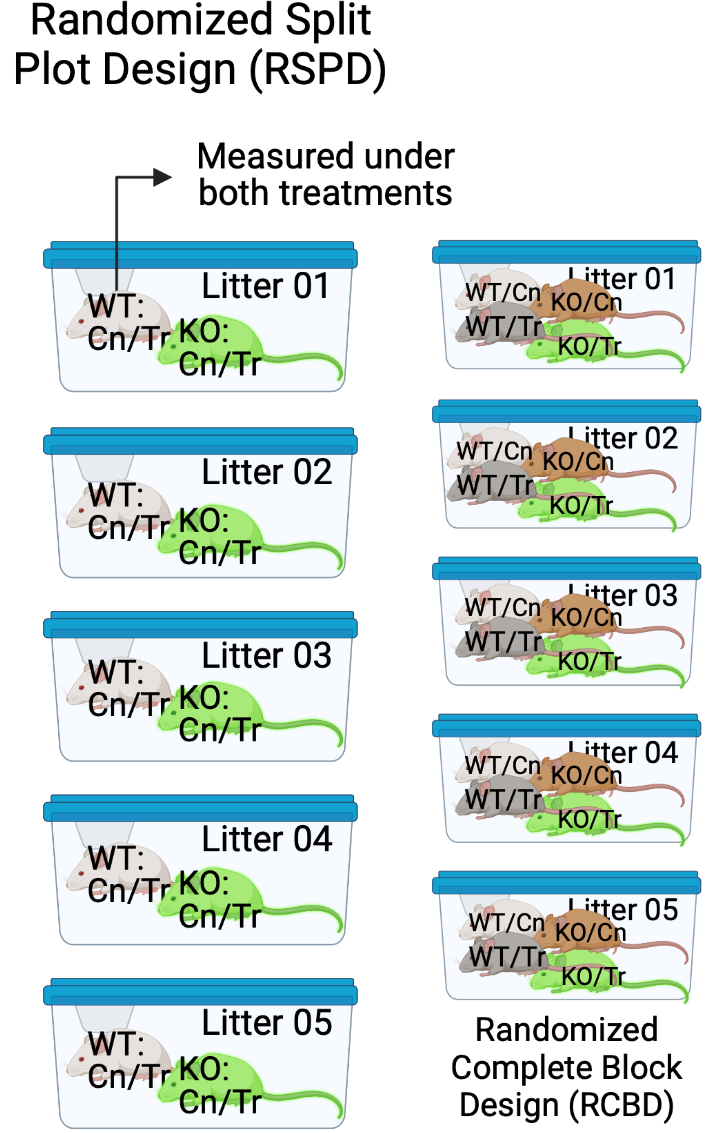 Randomized Split
Plot Design (RSPD)
Measured under
both treatments
Litter 01
WT:
Cn/Tr
KO:
Cn/Tr
Litter 02
WT:
Cn/Tr
KO:
Cn/Tr
Litter 03
WT:
Cn/Tr
KO:
Cn/Tr
Litter 04
WT:
Cn/Tr
KO:
Cn/Tr
Litter 05
WT:
Cn/Tr
KO:
Cn/Tr
Litter 01
WT/Cn
KO/Cn
WT/Tr
KO/Tr
Litter 02
WT/Cn
KO/Cn
WT/Tr
KO/Tr
Litter 03
WT/Cn
KO/Cn
WT/Tr
KO/Tr
Litter 04
WT/Cn
KO/Cn
WT/Tr
KO/Tr
Litter 05
WT/Cn
KO/Cn
WT/Tr
KO/Tr
Randomized
Complete Block
Design (RCBD)